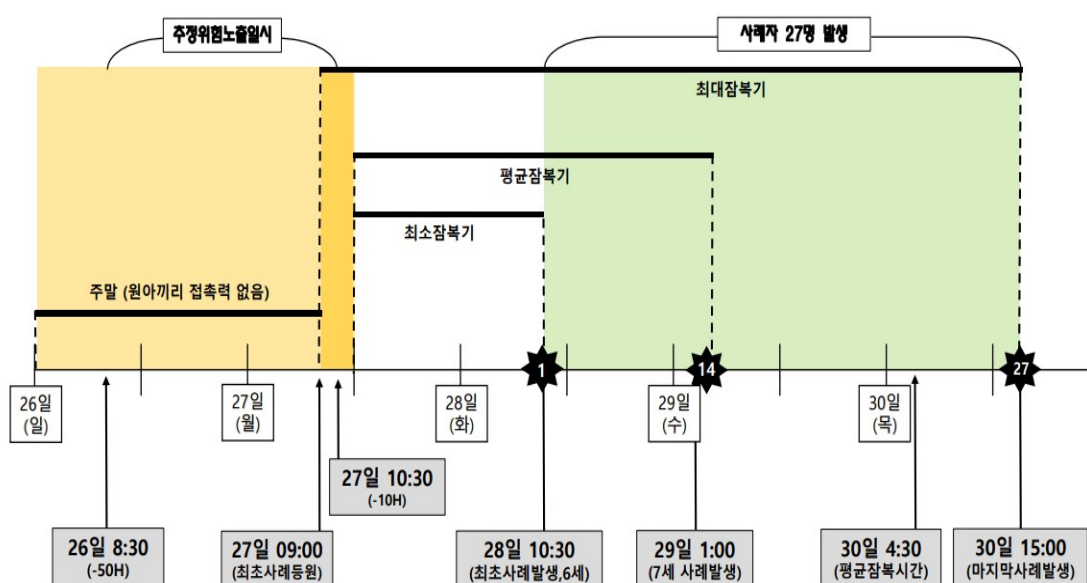 추정위험노출일시
사례자 27명 발생
최대잠복기
평균잠복기
최소잠복기
주말 (원아끼리 접촉력 없음)
1
14
27
26일
(일)
27일
(월)
28일
(화)
29일
(수)
30일
(목)
27일 10:30
(-10H)
26일 8:30
(-50H)
27일 09:00
(최초사례등원)
28일 10:30
(최초사례발생,6세)
29일 1:00
(7세 사례발생)
30일 4:30
(평균잠복시간)
30일 15:00
(마지막사례발생)